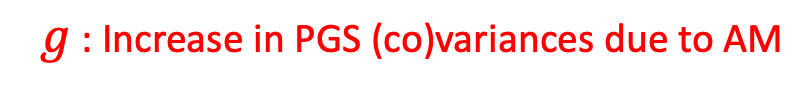 g : Increase in PGS (co)variances due to AM